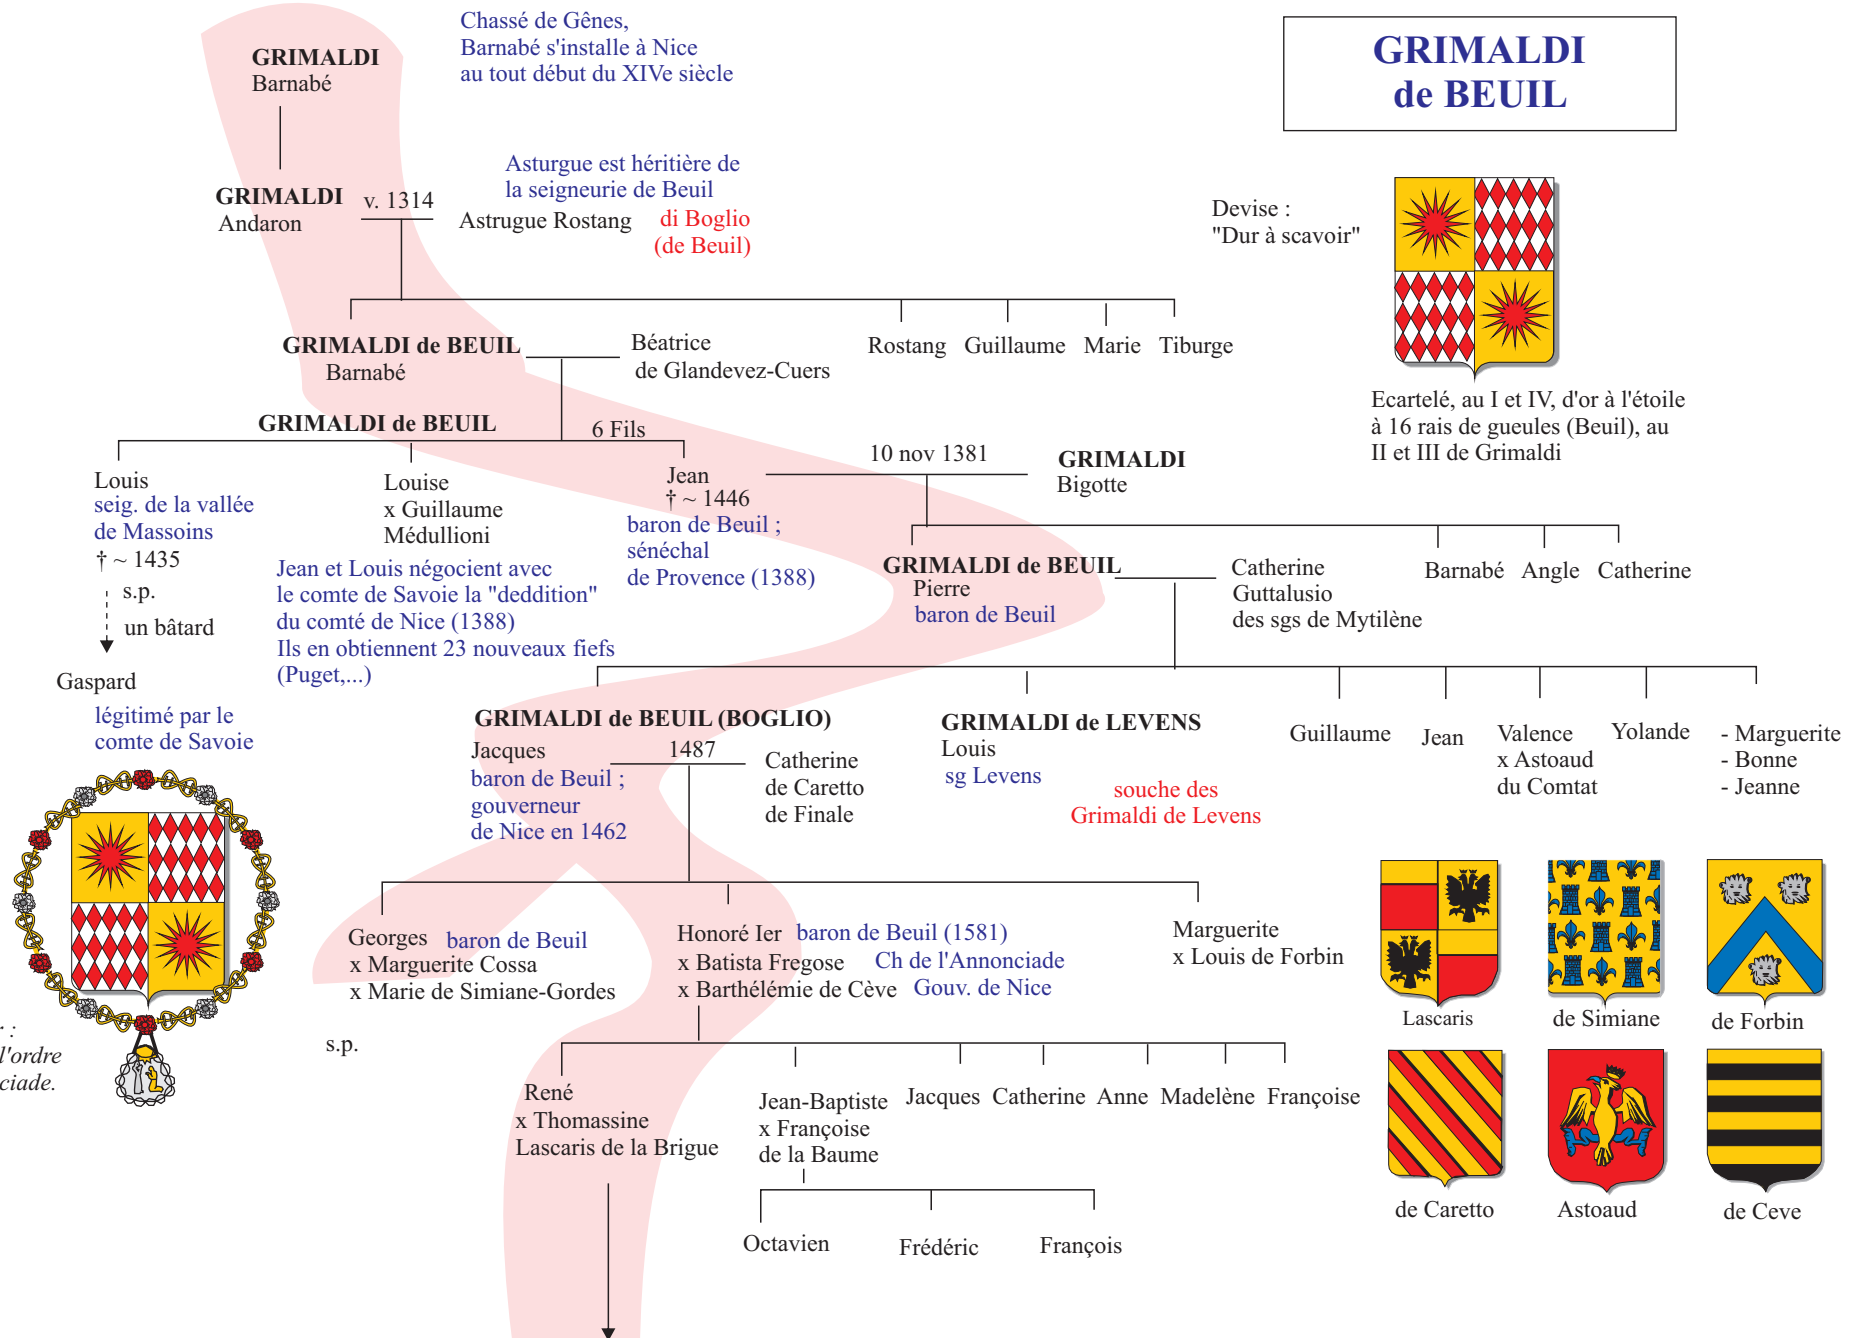 Chassé de Gênes,
Barnabé s'installe à Nice
au tout début du XIVe siècle
GRIMALDI
de BEUIL
GRIMALDI
Barnabé
Asturgue est héritière de
la seigneurie de Beuil
GRIMALDI
Andaron
v. 1314
Astrugue Rostang
di Boglio
(de Beuil)
Devise :
"Dur à scavoir"
GRIMALDI de BEUIL
Barnabé
Béatrice
de Glandevez-Cuers
Rostang
Guillaume
Marie
Tiburge
Ecartelé, au I et IV, d'or à l'étoile
à 16 rais de gueules (Beuil), au
II et III de Grimaldi
GRIMALDI de BEUIL
6 Fils
Louis
seig. de la vallée
de Massoins
† ~ 1435
s.p.
un bâtard
Louise
x Guillaume
Médullioni
Jean
† ~ 1446
baron de Beuil ;
sénéchal
de Provence (1388)
10 nov 1381
GRIMALDI
Bigotte
Jean et Louis négocient avec
le comte de Savoie la "deddition"
du comté de Nice (1388)
Ils en obtiennent 23 nouveaux fiefs
(Puget,...)
GRIMALDI de BEUIL
Pierre
baron de Beuil
Catherine
Guttalusio
des sgs de Mytilène
Barnabé
Angle
Catherine
Gaspard
légitimé par le
comte de Savoie
GRIMALDI de BEUIL (BOGLIO)
Jacques
baron de Beuil ;
gouverneur
de Nice en 1462
1487
Catherine
de Caretto
de Finale
GRIMALDI de LEVENS
Louis
sg Levens
souche des
Grimaldi de Levens
Guillaume
Jean
Valence
x Astoaud
du Comtat
Yolande
- Marguerite
- Bonne
- Jeanne
Georges baron de Beuil
x Marguerite Cossa
x Marie de Simiane-Gordes
s.p.
Honoré Ier baron de Beuil (1581)
x Batista Fregose Ch de l'Annonciade
x Barthélémie de Cève Gouv. de Nice
Marguerite
x Louis de Forbin
Lascaris
de Simiane
de Forbin
:
l'ordre
ciade.
René
x Thomassine
Lascaris de la Brigue
Jean-Baptiste
x Françoise
de la Baume
Jacques
Catherine
Anne
Madelène
Françoise
de Caretto
Astoaud
de Ceve
Octavien
Frédéric
François